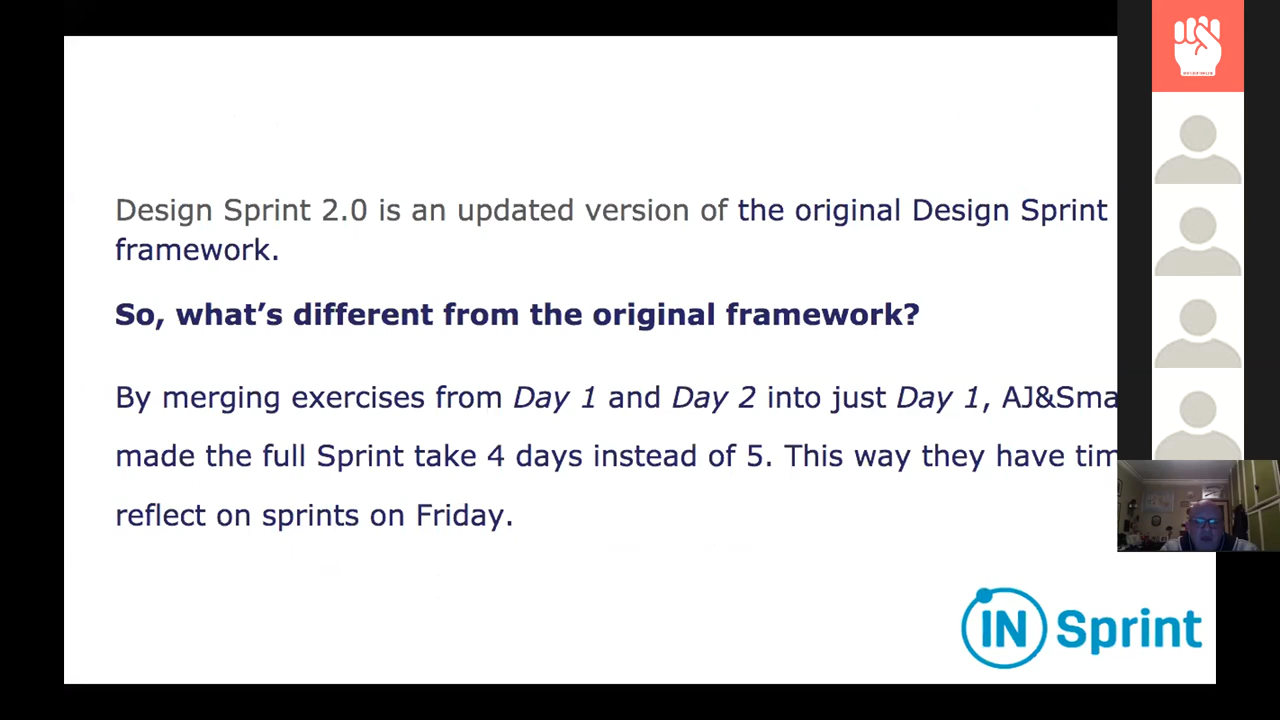 Design Sprint 2.0 is an updated version of the original Design Sprint
framework.
So, what’s different from the original framework?
By merging exercises from Day 1 and Day 2 into just Day 1, AJ&Sma
made the full Sprint take 4 days instead of 5. This way they have tim
reflect on sprints on Friday.
IN Sprint